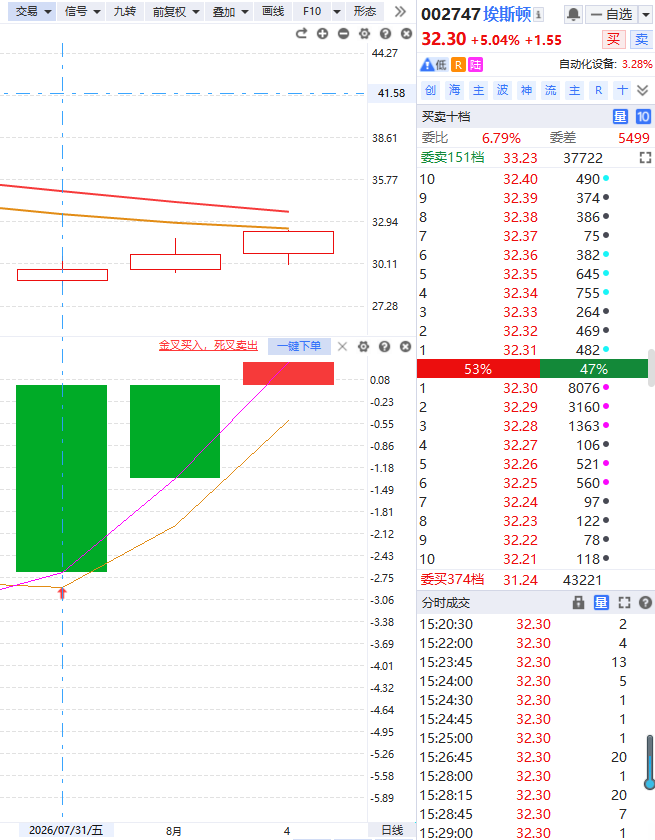 交易 信号 九转 前复权 叠加 画线 F10 形态
44.27
41.58
38.61
35.77
32.94
30.11
27.28
金叉买入，死叉卖出 一键下单
0.08
-0.23
-0.55
-0.86
-1.18
-1.49
-1.81
-2.12
-2.43
-2.75
-3.06
-3.38
-3.69
-4.01
-4.32
-4.64
-4.95
-5.26
-5.58
-5.89
2026/07/31/五 8月 4 日线
002747 埃斯顿 自选
32.30 +5.04% +1.55 买 卖
低 R 陆 自动化设备: 3.28%
创 海 主 波 神 流 主 R 十
买卖十档 量 10
委比 6.79% 委差 5499
委卖151档 33.23 37722
10 32.40 490
9 32.39 374
8 32.38 386
7 32.37 75
6 32.36 382
5 32.35 645
4 32.34 755
3 32.33 264
2 32.32 469
1 32.31 482
53% 47%
1 32.30 8076
2 32.29 3160
3 32.28 1363
4 32.27 106
5 32.26 521
6 32.25 560
7 32.24 97
8 32.23 122
9 32.22 78
10 32.21 118
委买374档 31.24 43221
分时成交 量
15:20:30 32.30 2
15:22:00 32.30 4
15:23:45 32.30 13
15:24:00 32.30 5
15:24:30 32.30 1
15:24:45 32.30 1
15:25:00 32.30 1
15:26:45 32.30 20
15:28:00 32.30 1
15:28:15 32.30 20
15:28:45 32.30 7
15:29:00 32.30 1